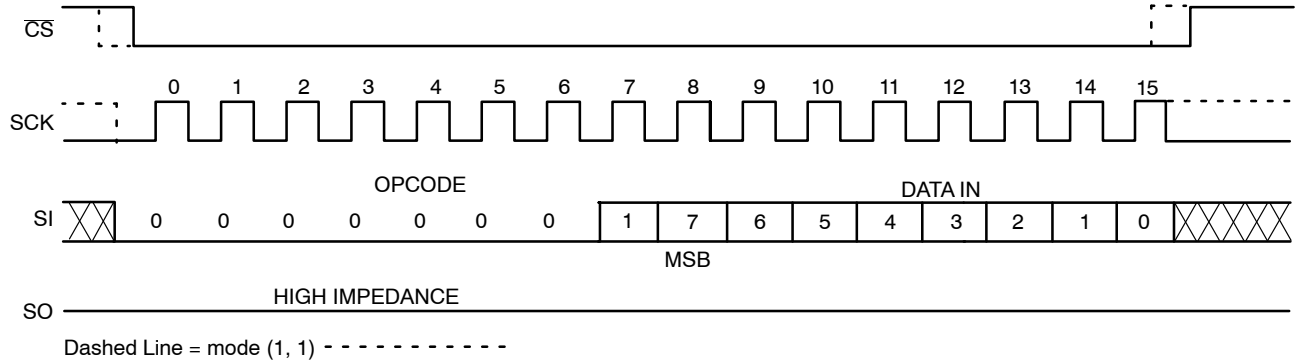 CS
0 1 2 3 4 5 6 7 8 9 10 11 12 13 14 15
SCK
OPCODE DATA IN
SI 0 0 0 0 0 0 0 1 7 6 5 4 3 2 1 0
MSB
HIGH IMPEDANCE
SO
Dashed Line = mode (1, 1)